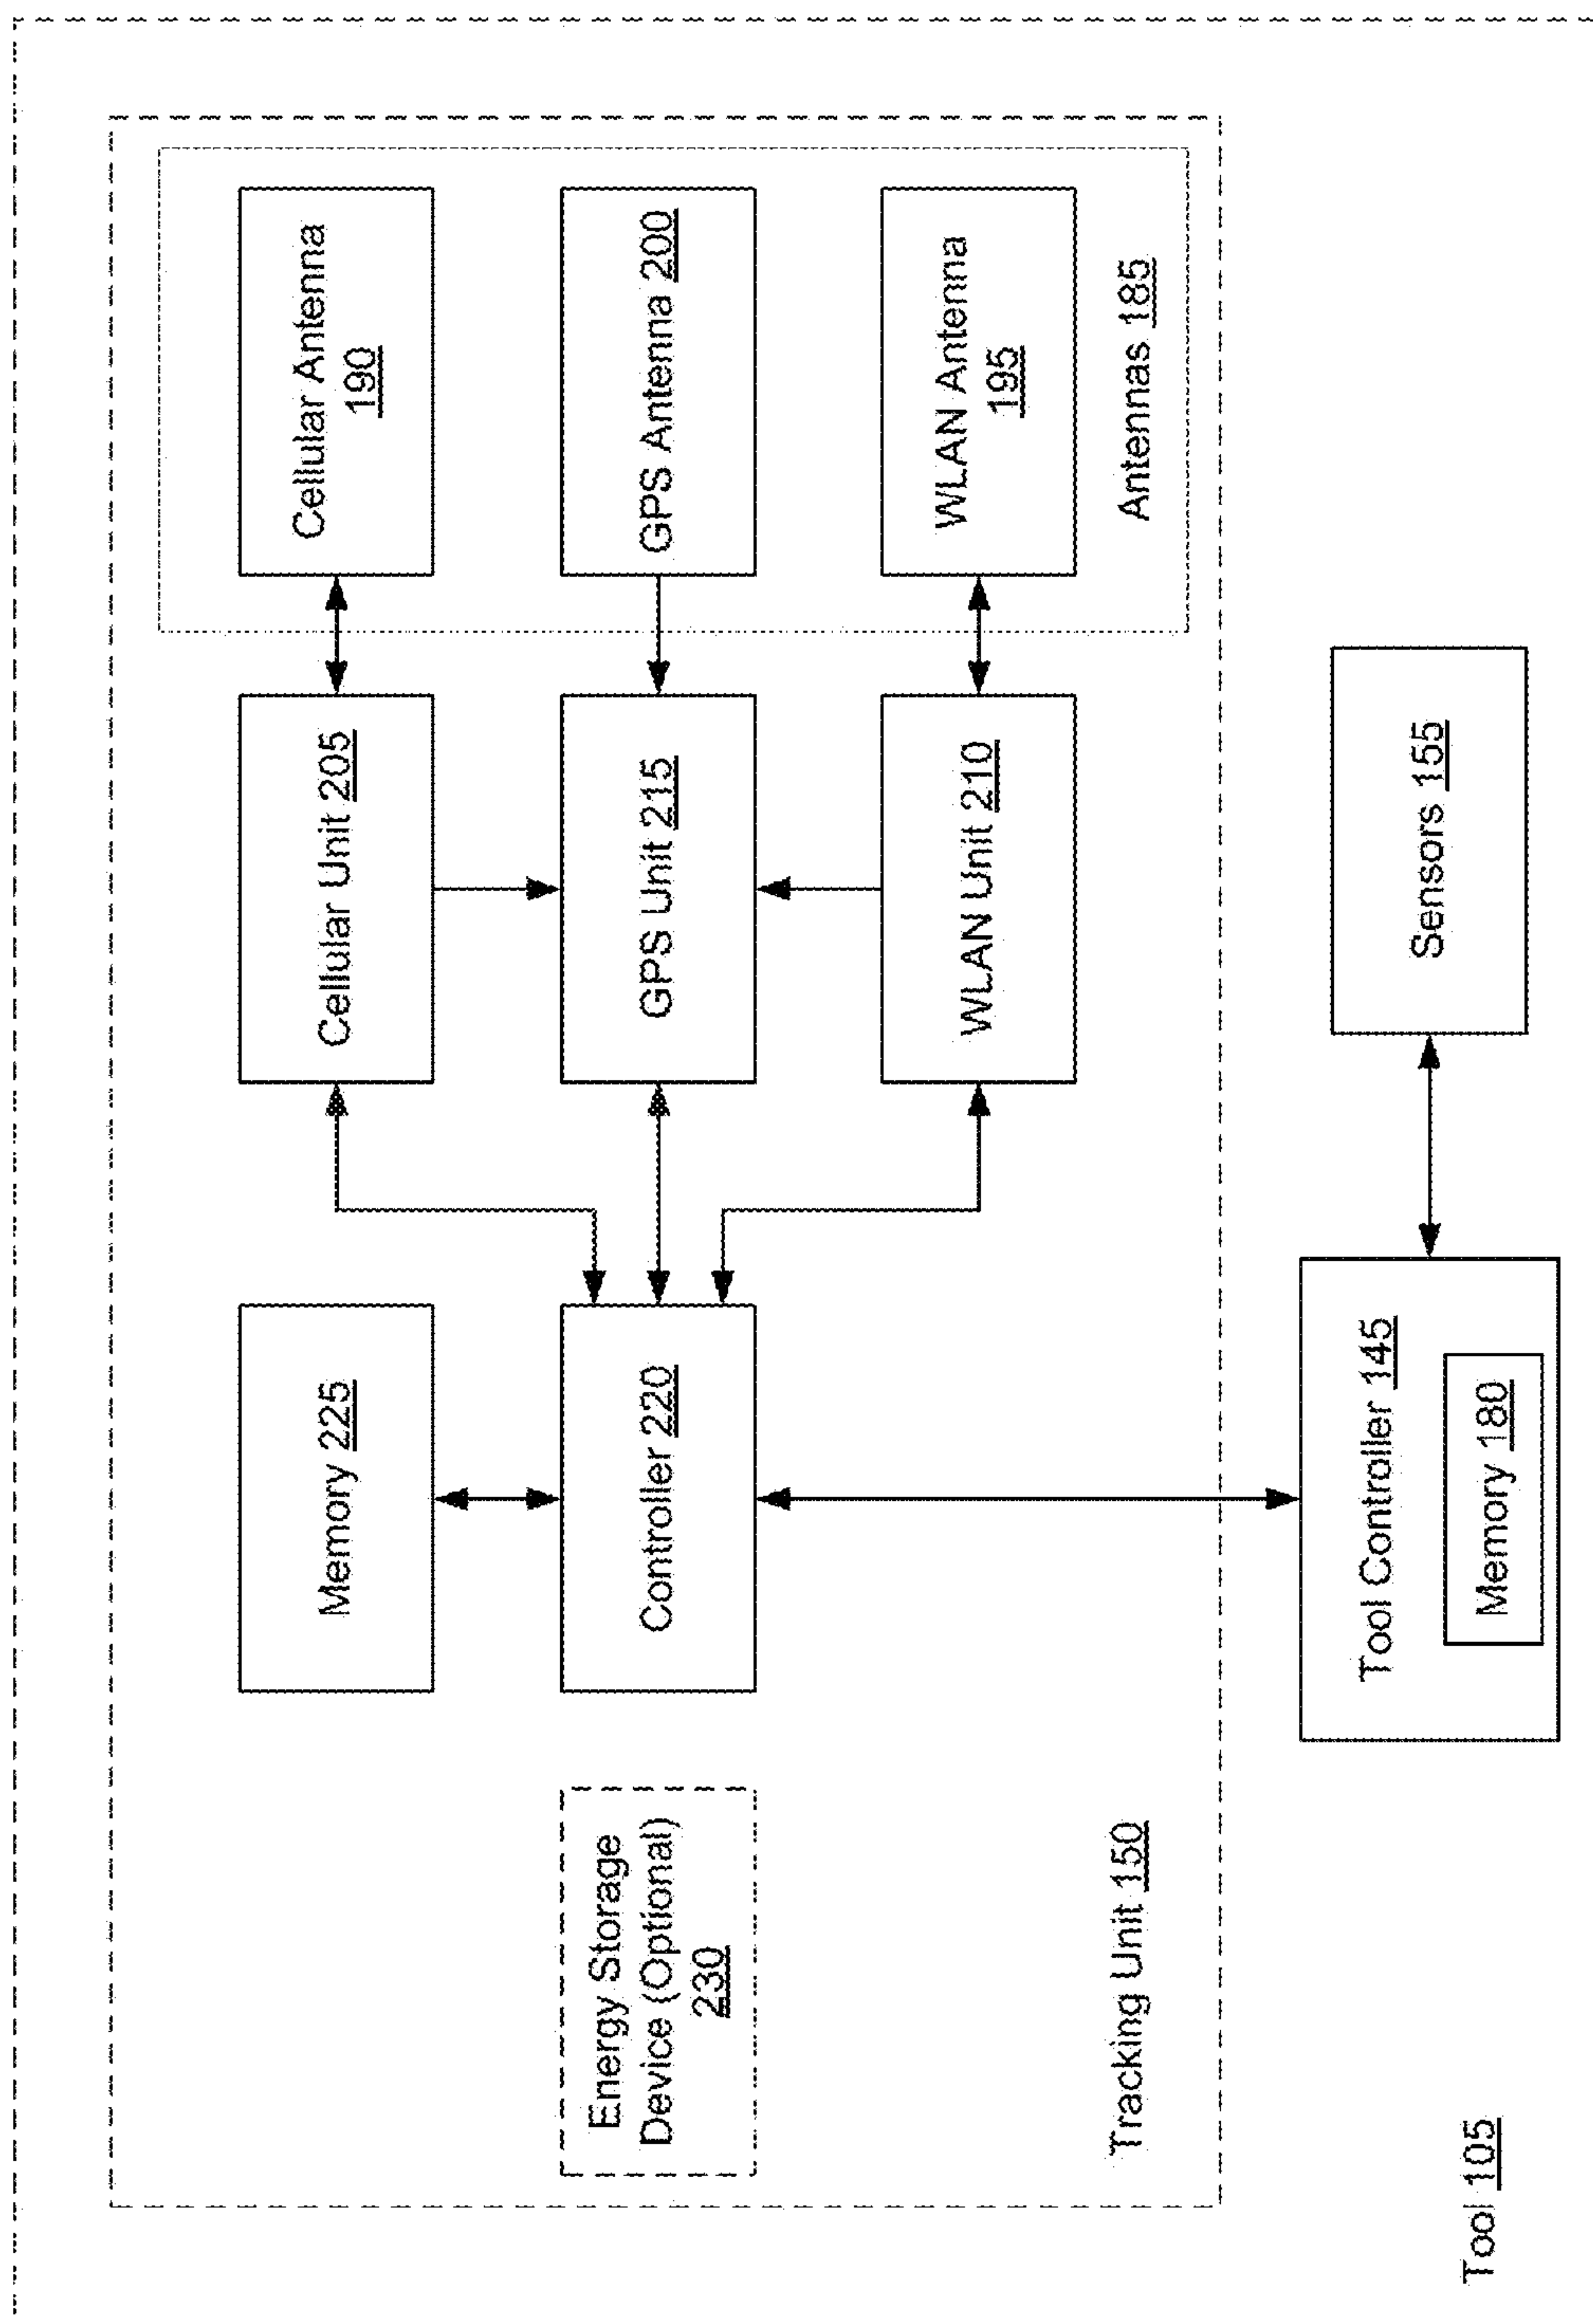 Memory 225
Cellular Unit 205
Cellular Antenna
190
Energy Storage
Device (Optional)
230
Controller 220
GPS Unit 215
GPS Antenna 200
WLAN Unit 210
WLAN Antenna
195
Tracking Unit 150
Antennas 185
Tool Controller 145
Memory 180
Sensors 155
Tool 105